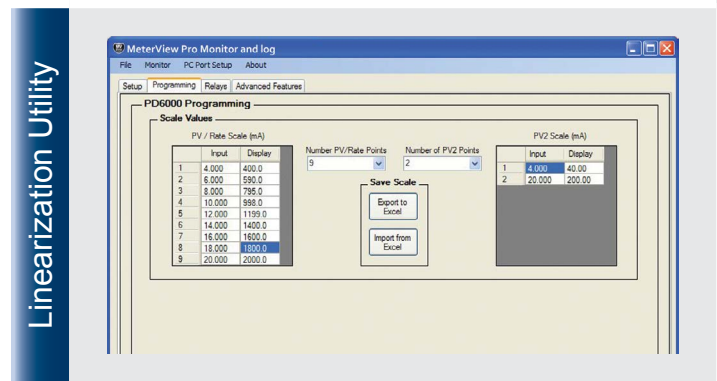 Linearization Utility
MeterView Pro Monitor and log
File Monitor PC Port Setup About
Setup Programming Relays Advanced Features
PD6000 Programming
Scale Values
PV / Rate Scale (mA)
Input Display
1 4.000 400.0
2 6.000 590.0
3 8.000 795.0
4 10.000 998.0
5 12.000 1199.0
6 14.000 1400.0
7 16.000 1600.0
8 18.000 1800.0
9 20.000 2000.0
Number PV/Rate Points
9
Number of PV2 Points
2
Save Scale
Export to
Excel
Import from
Excel
PV2 Scale (mA)
Input Display
1 4.000 40.00
2 20.000 200.00